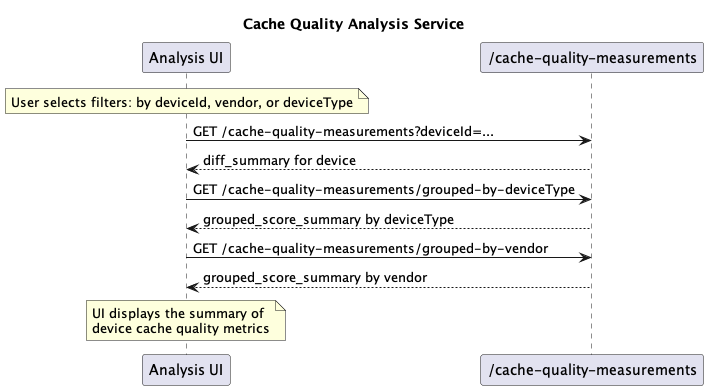 Cache Quality Analysis Service
Analysis UI
/cache-quality-measurements
User selects filters: by deviceId, vendor, or deviceType
GET /cache-quality-measurements?deviceId=...
diff_summary for device
GET /cache-quality-measurements/grouped-by-deviceType
grouped_score_summary by deviceType
GET /cache-quality-measurements/grouped-by-vendor
grouped_score_summary by vendor
UI displays the summary of
device cache quality metrics
Analysis UI
/cache-quality-measurements